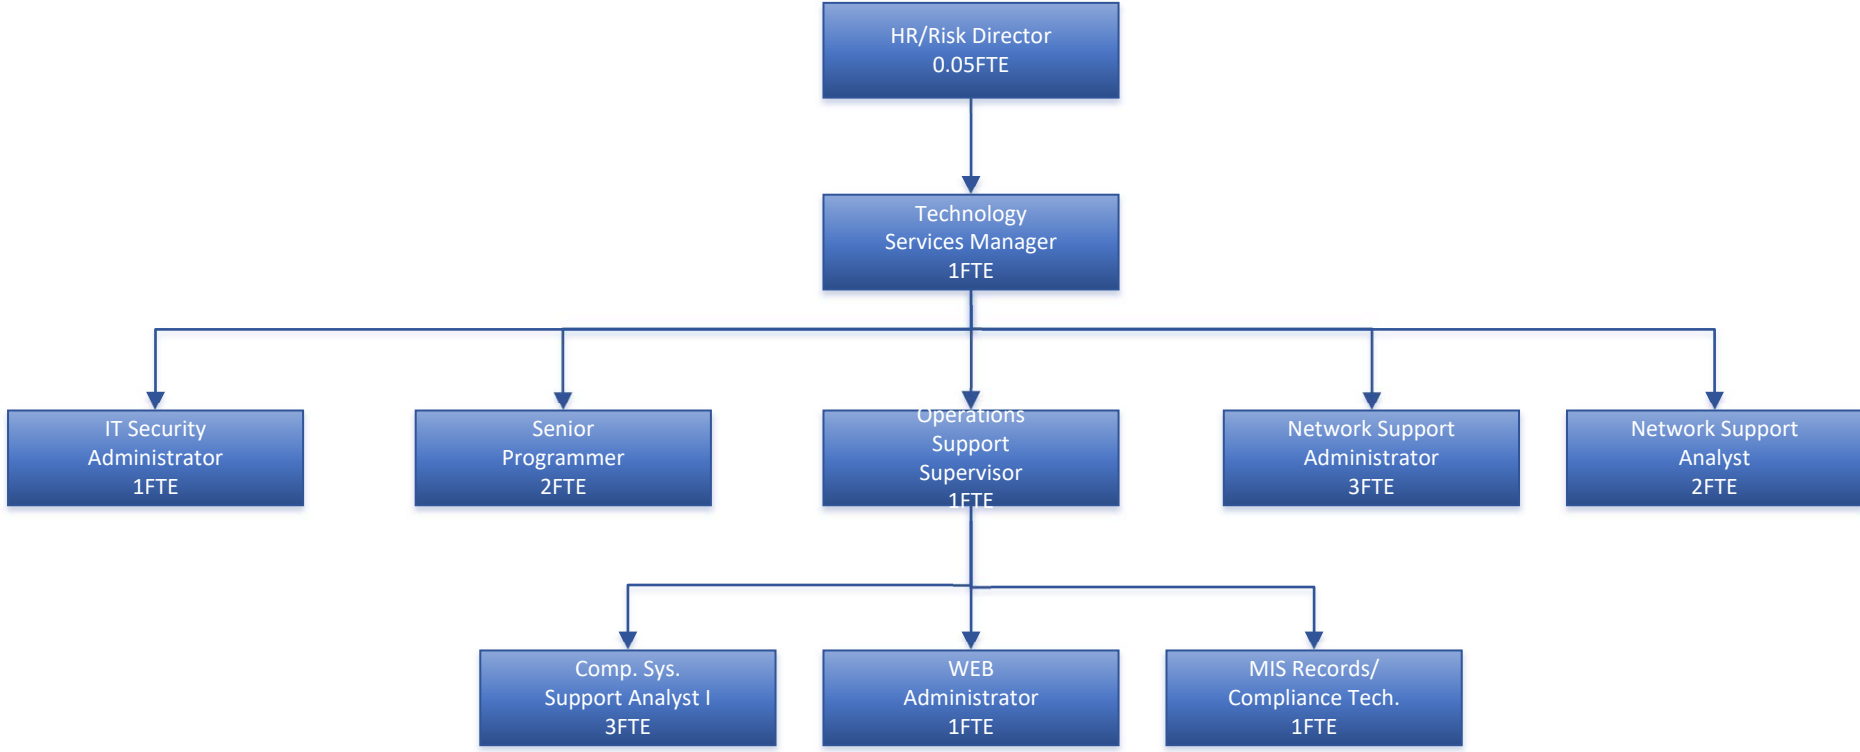 HR/Risk Director
0.05FTE
Technology
Services Manager
1FTE
IT Security
Administrator
1FTE
Senior
Programmer
2FTE
Operations
Support
Supervisor
1FTE
Network Support
Administrator
3FTE
Network Support
Analyst
2FTE
Comp. Sys.
Support Analyst I
3FTE
WEB
Administrator
1FTE
MIS Records/
Compliance Tech.
1FTE